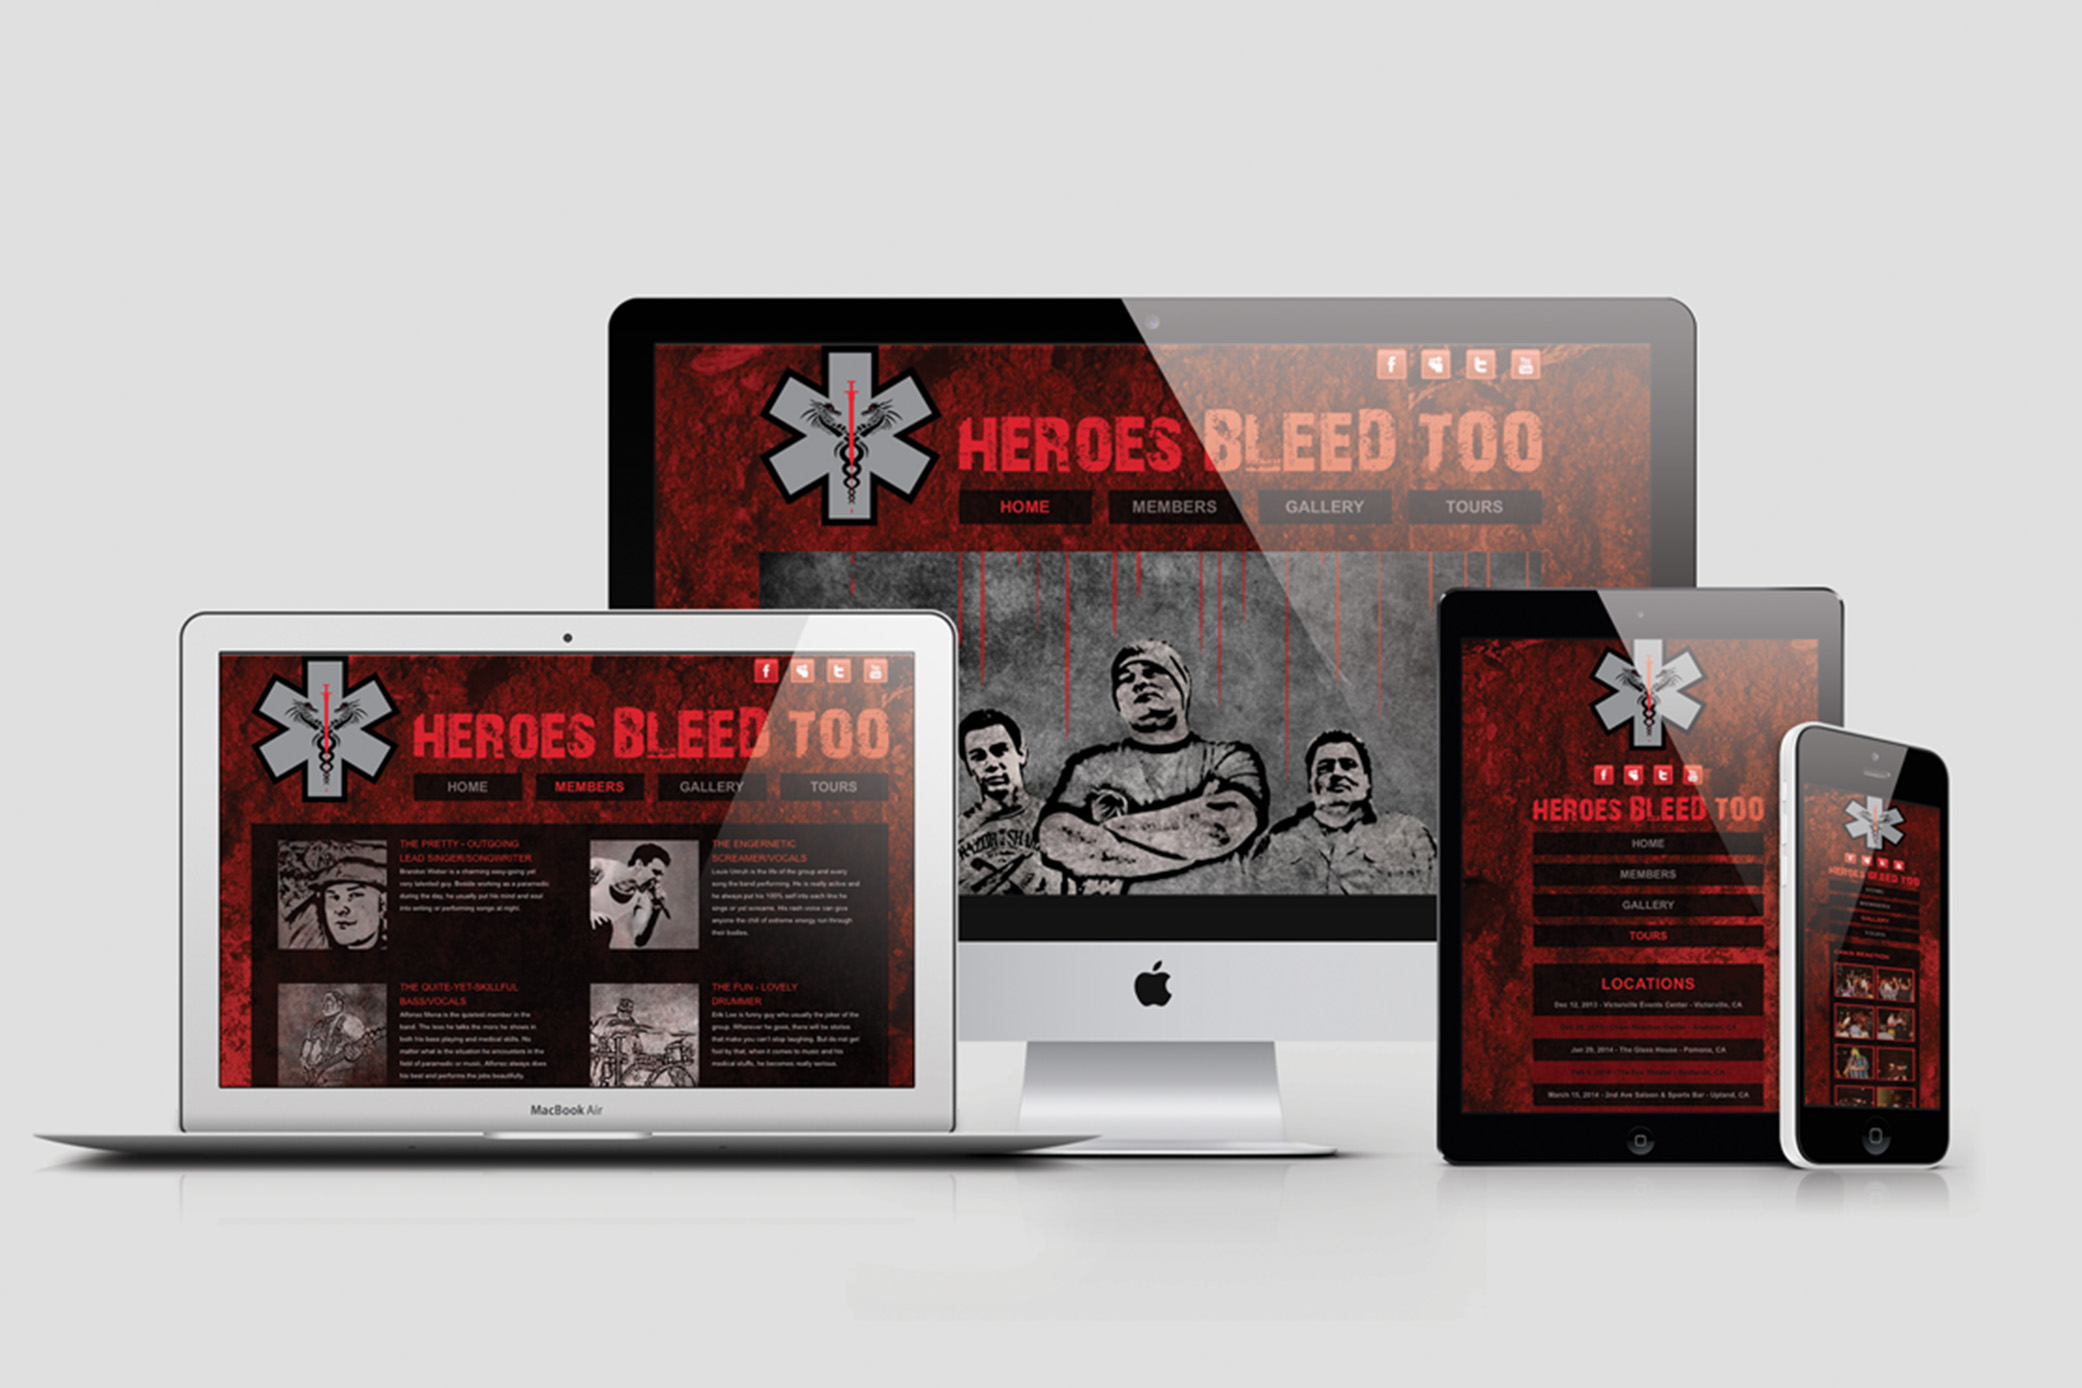 HEROES BLEED TOO
HOME
MEMBERS
GALLERY
TOURS
HEROES BLEED TOO
HOME
MEMBERS
GALLERY
TOURS
THE PRETTY - OUTGOING
LEAD SINGER/SONGWRITER
Brandon Weber is a charming easy-going yet
very talented guy. Beside working as a paramedic
during the day, he usually put his mind and soul
into writing or performing songs at night.
THE ENGERNETIC
SCREAMER/VOCALS
Louis Unruh is the life of the group and every
song the band performing. He is really active and
he always put his 100% self into each line he
sings or yell screams. His rash voice can give
anyone the chill of extreme energy run through
their bodies.
THE QUITE-YET-SKILLFUL
BASS/VOCALS
Alfonso Mena is the quietest member in the
band. The less he talks the more he shows in
both his bass playing and medical skills. No
matter what is the situation he encounters in the
field of paramedic or music, Alfonso always does
his best and performs the jobs beautifully.
THE FUN - LOVELY
DRUMMER
Erik Lee is funny guy who usually the joker of the
group. Wherever he goes, there will be stories
that make you can't stop laughing. But do not get
fool by that, when it comes to music and his
medical stuffs, he becomes really serious.
MacBook Air
HEROES BLEED TOO
HOME
MEMBERS
GALLERY
TOURS
LOCATIONS
Dec 12, 2013 - Victorville Events Center - Victorville, CA
Jan 29, 2014 - The Glass House - Pomona, CA
March 15, 2014 - 2nd Ave Saloon & Sports Bar - Upland, CA
HEROES BLEED TOO
HOME
MEMBERS
GALLERY
TOURS